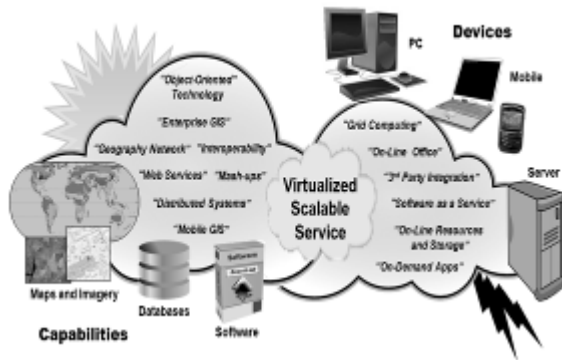 Devices
PC
Mobile
Server
"Object-Oriented"
Technology
"Enterprise GIS"
"Geography Network" "Interoperability"
"Web Services" "Mash-ups"
"Distributed Systems"
"Mobile GIS"
Virtualized
Scalable
Service
"Grid Computing"
"On-Line Office"
"3rd Party Integration"
"Software as a Service"
"On-Line Resources
and Storage"
"On-Demand Apps"
Maps and Imagery
Databases
Software
Software
Capabilities